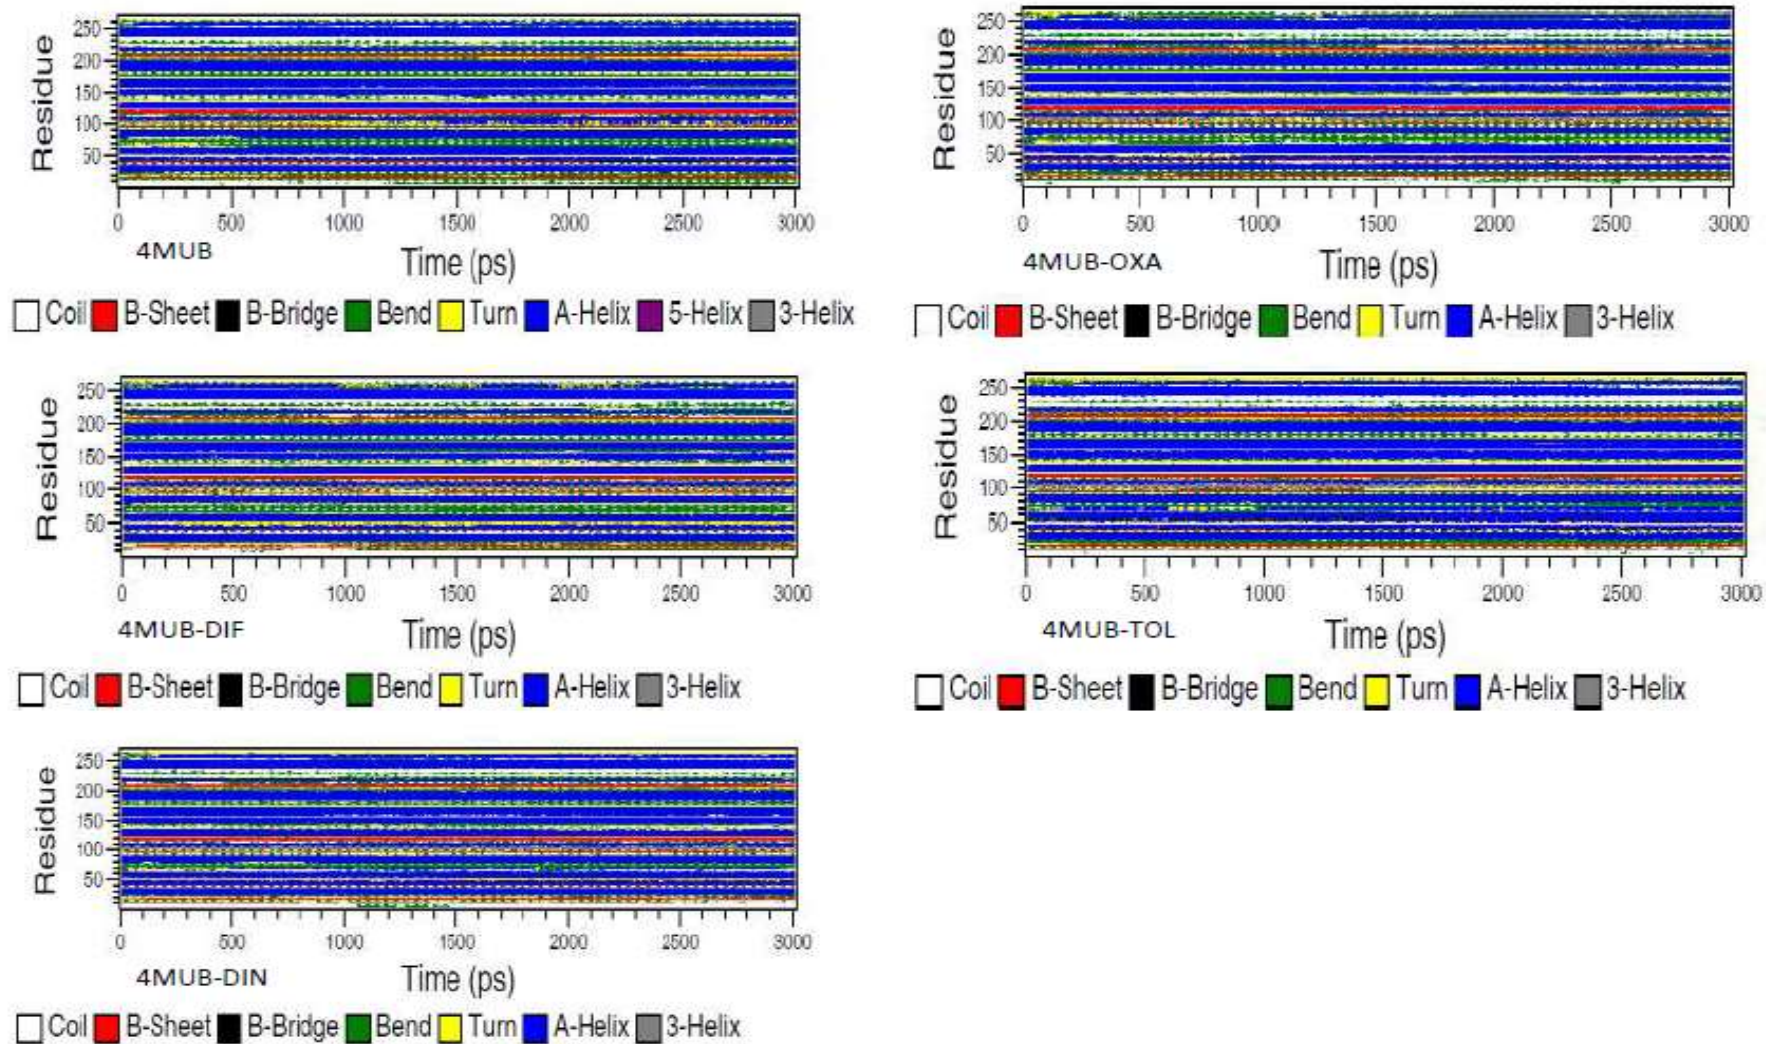 Residue
250
200
150
100
50
0 500 1000 1500 2000 2500 3000
4MUB
Time (ps)
Coil B-Sheet B-Bridge Bend Turn A-Helix 5-Helix 3-Helix
Residue
250
200
150
100
50
0 500 1000 1500 2000 2500 3000
4MUB-OXA
Time (ps)
Coil B-Sheet B-Bridge Bend Turn A-Helix 3-Helix
Residue
250
200
150
100
50
0 500 1000 1500 2000 2500 3000
4MUB-DIF
Time (ps)
Coil B-Sheet B-Bridge Bend Turn A-Helix 3-Helix
Residue
250
200
150
100
50
0 500 1000 1500 2000 2500 3000
4MUB-TOL
Time (ps)
Coil B-Sheet B-Bridge Bend Turn A-Helix 3-Helix
Residue
250
200
150
100
50
0 500 1000 1500 2000 2500 3000
4MUB-DIN
Time (ps)
Coil B-Sheet B-Bridge Bend Turn A-Helix 3-Helix